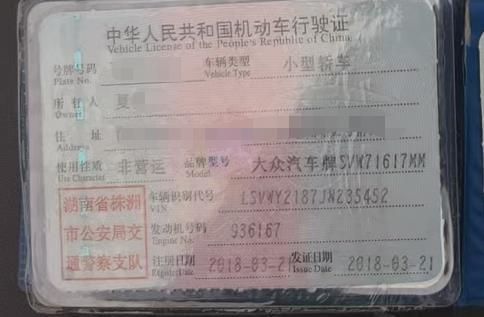 中华人民共和国机动车行驶证
Vehicle License of the People's Republic of China
号牌号码 车辆类型 小型轿车
Plate No. Vehicle Type
所有人 夏
Owner
住址
Address
使用性质 非营运 品牌型号 大众汽车牌SVW71617MM
Use Character Model
湖南省株洲 车辆识别代号 LSVWY2187JN235452
VIN
市公安局交 发动机号码 936167
Engine No.
通警察支队 注册日期 2018-03-21 发证日期 2018-03-21
Register Date Issue Date